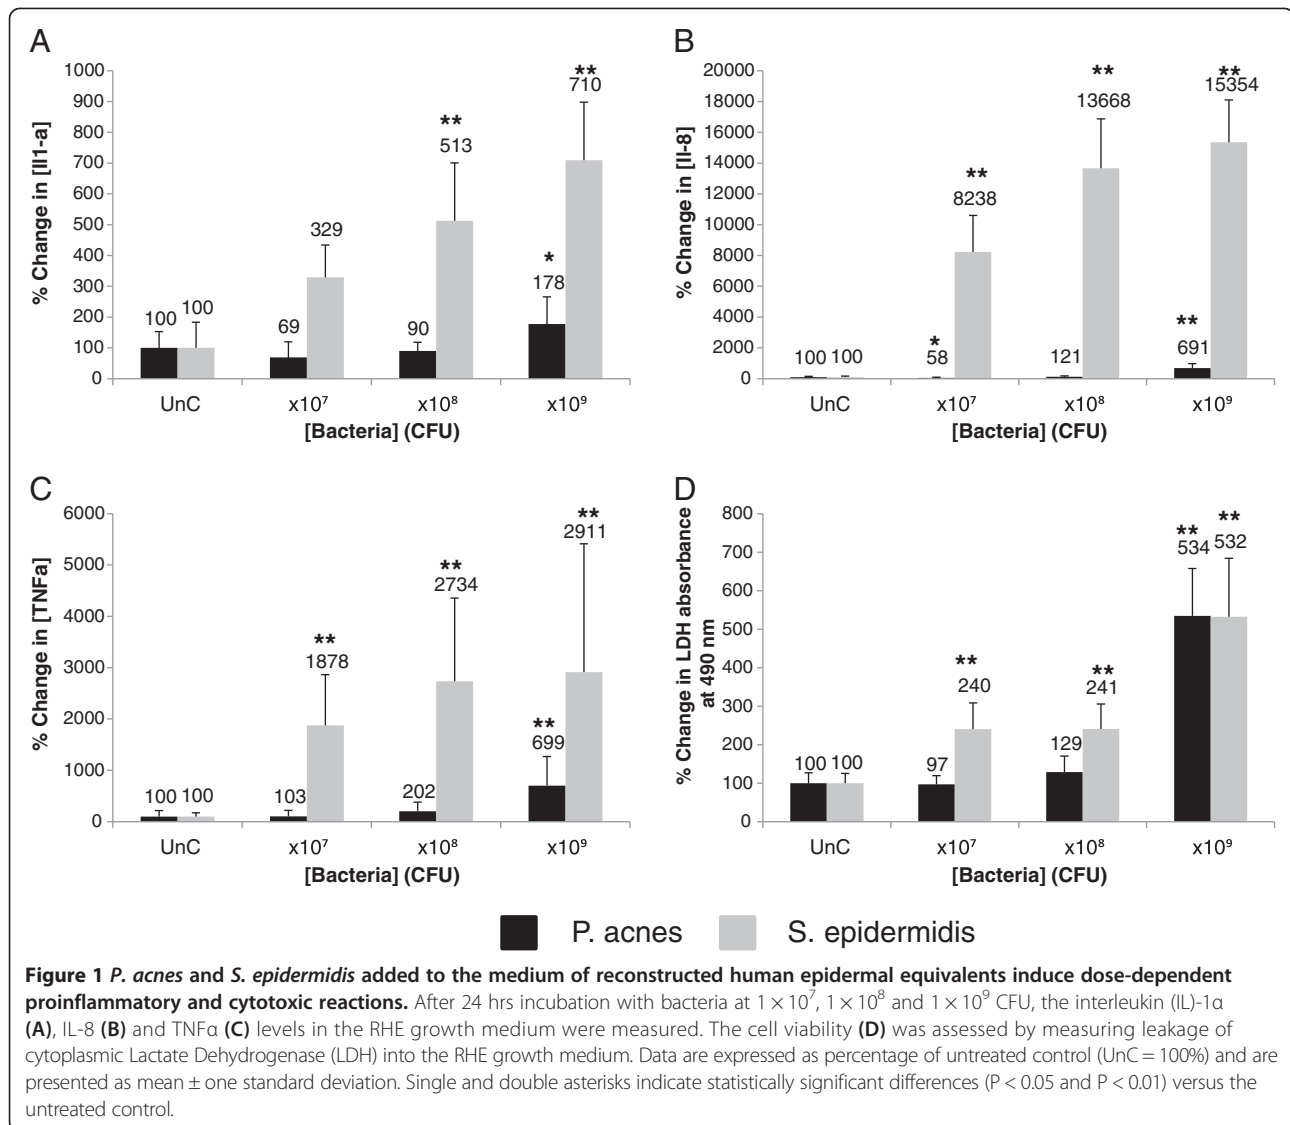 A
1000
900
800
700
600
500
400
300
200
100
0
% Change in [Il1-a]
100 100
69 329
90 513 **
178 * 710 **
UnC x10⁷ x10⁸ x10⁹
[Bacteria] (CFU)
B
20000
18000
16000
14000
12000
10000
8000
6000
4000
2000
0
% Change in [Il-8]
100 100
58 * 8238 **
121 13668 **
691 ** 15354 **
UnC x10⁷ x10⁸ x10⁹
[Bacteria] (CFU)
C
6000
5000
4000
3000
2000
1000
0
% Change in [TNFa]
100 100
103 1878 **
202 2734 **
699 ** 2911 **
UnC x10⁷ x10⁸ x10⁹
[Bacteria] (CFU)
D
800
700
600
500
400
300
200
100
0
% Change in LDH absorbance
at 490 nm
100 100
97 240 **
129 241 **
534 ** 532 **
UnC x10⁷ x10⁸ x10⁹
[Bacteria] (CFU)
P. acnes S. epidermidis
Figure 1 P. acnes and S. epidermidis added to the medium of reconstructed human epidermal equivalents induce dose-dependent
proinflammatory and cytotoxic reactions. After 24 hrs incubation with bacteria at 1 × 10⁷, 1 × 10⁸ and 1 × 10⁹ CFU, the interleukin (IL)-1α
(A), IL-8 (B) and TNFα (C) levels in the RHE growth medium were measured. The cell viability (D) was assessed by measuring leakage of
cytoplasmic Lactate Dehydrogenase (LDH) into the RHE growth medium. Data are expressed as percentage of untreated control (UnC = 100%) and are
presented as mean ± one standard deviation. Single and double asterisks indicate statistically significant differences (P < 0.05 and P < 0.01) versus the
untreated control.